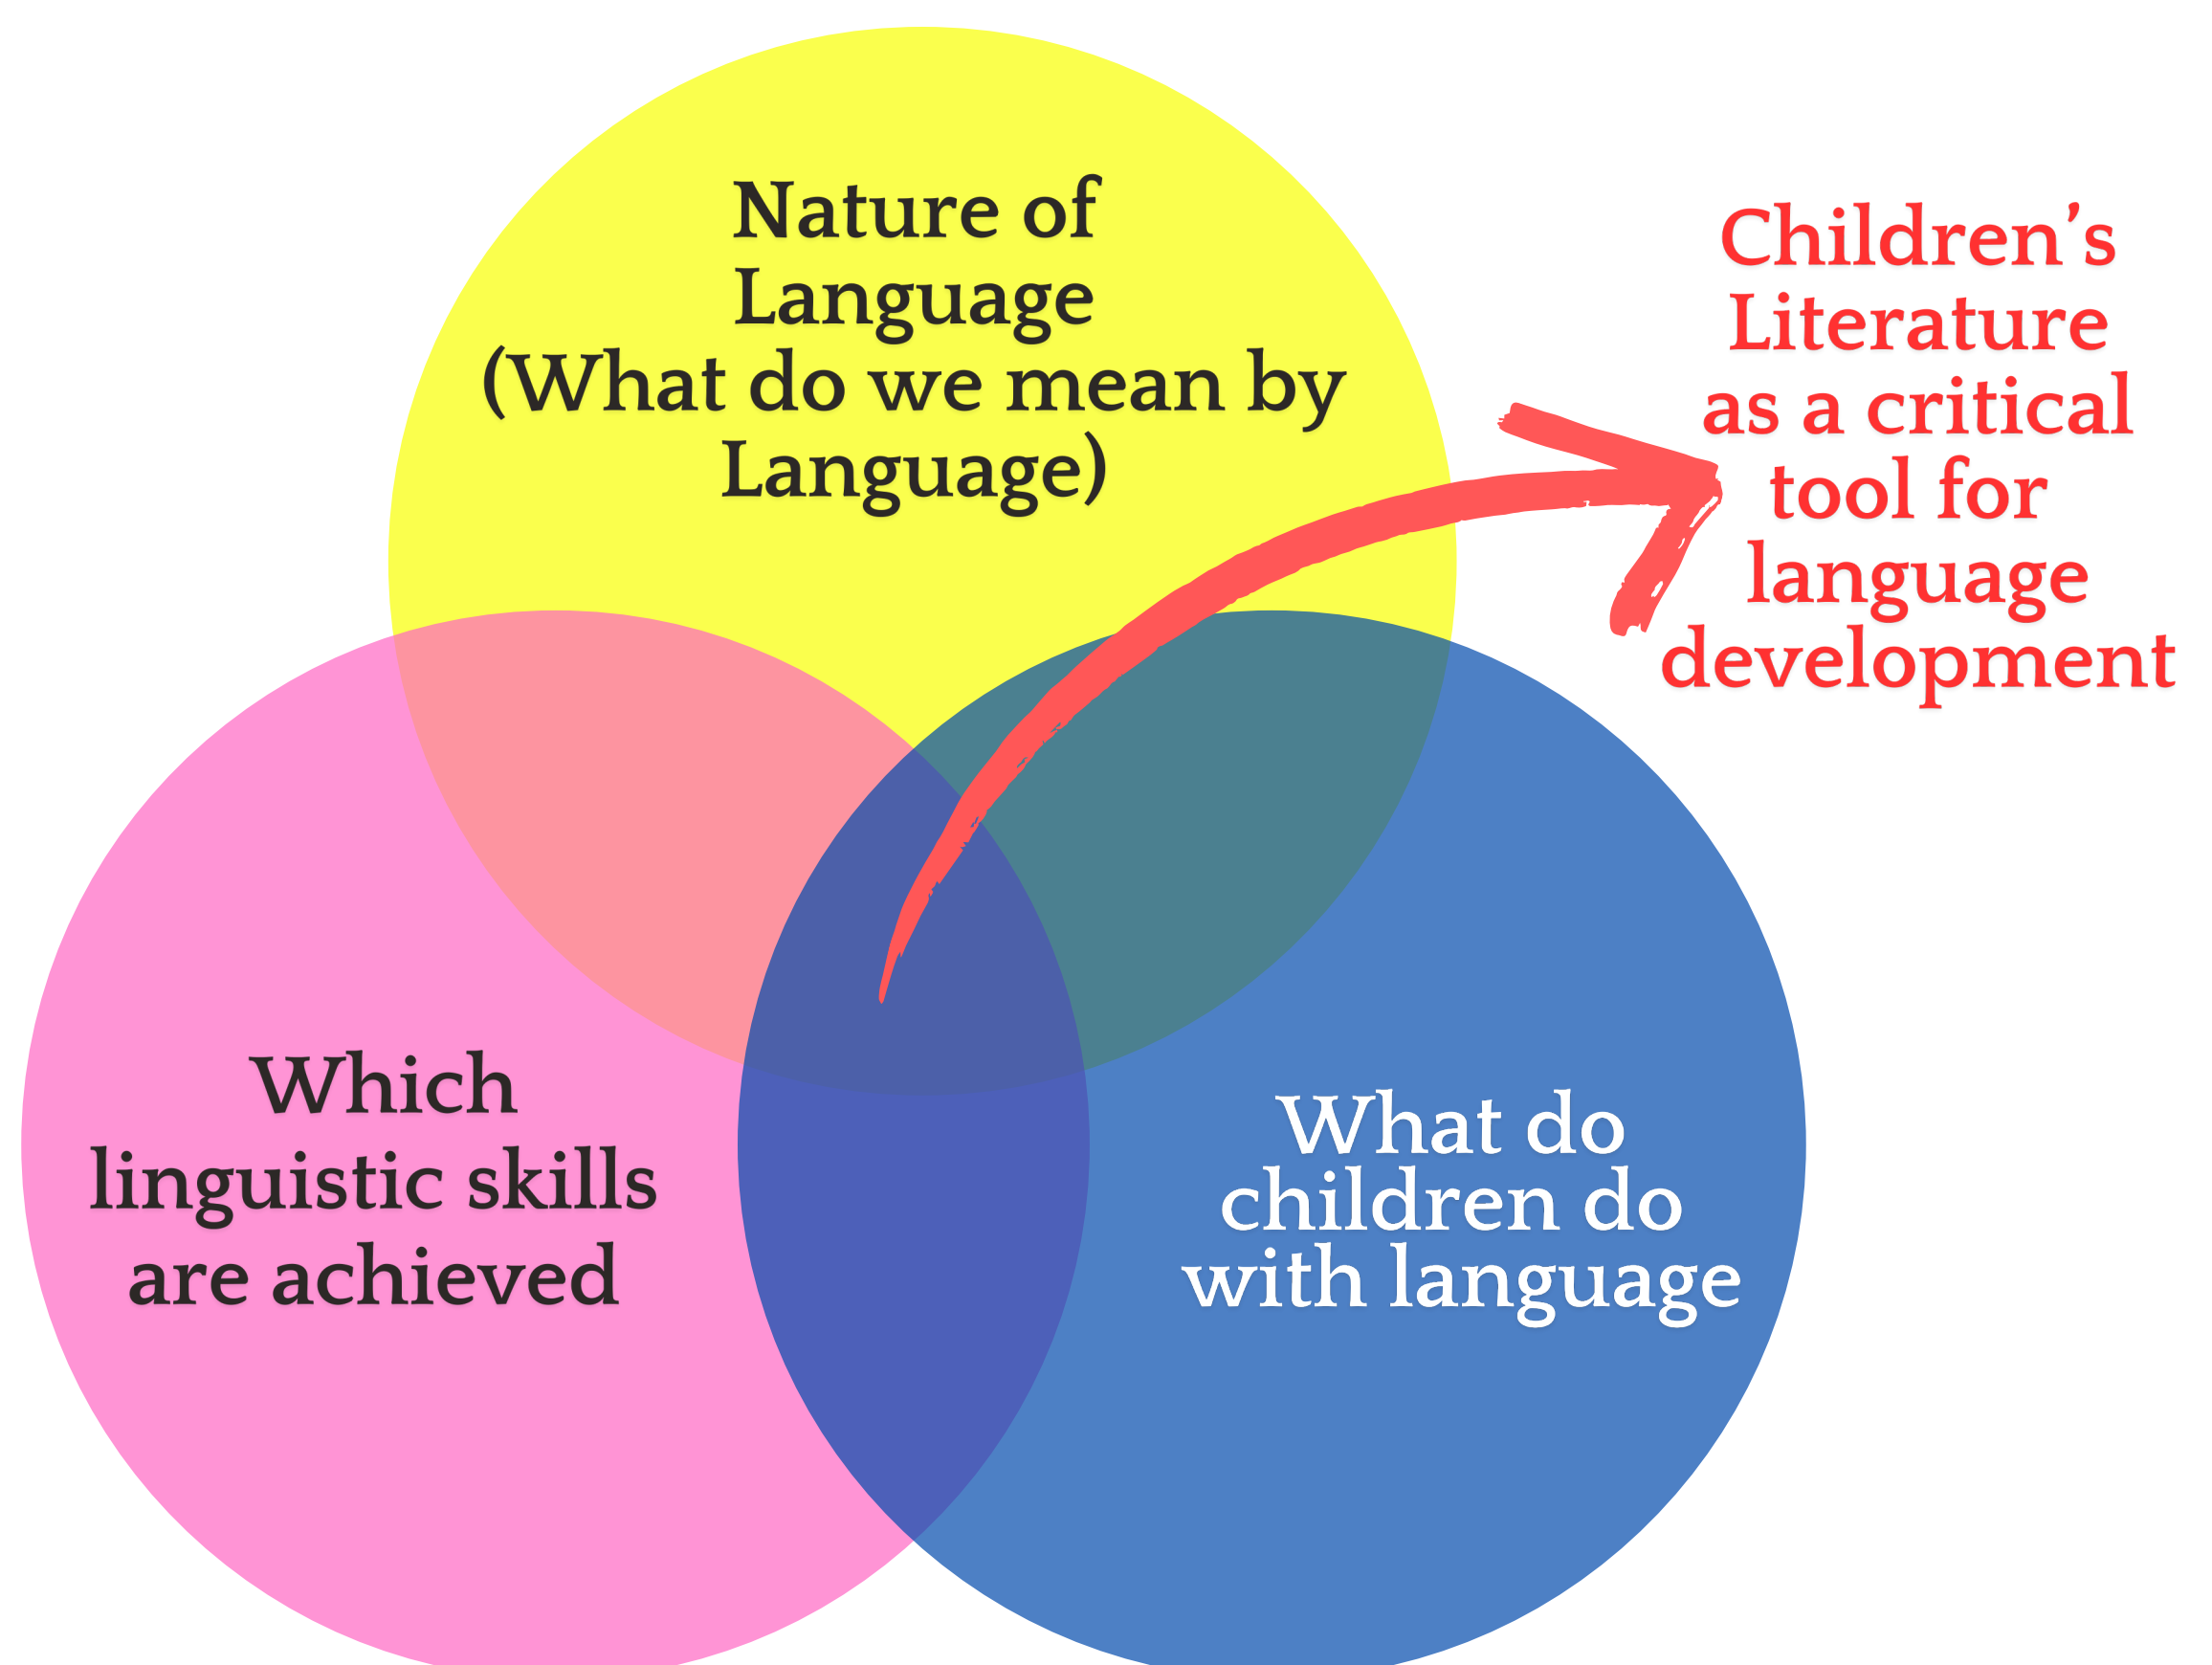 Nature of
Language
(What do we mean by
Language)
Children’s
Literature
as a critical
tool for
language
development
Which
linguistic skills
are achieved
What do
children do
with language